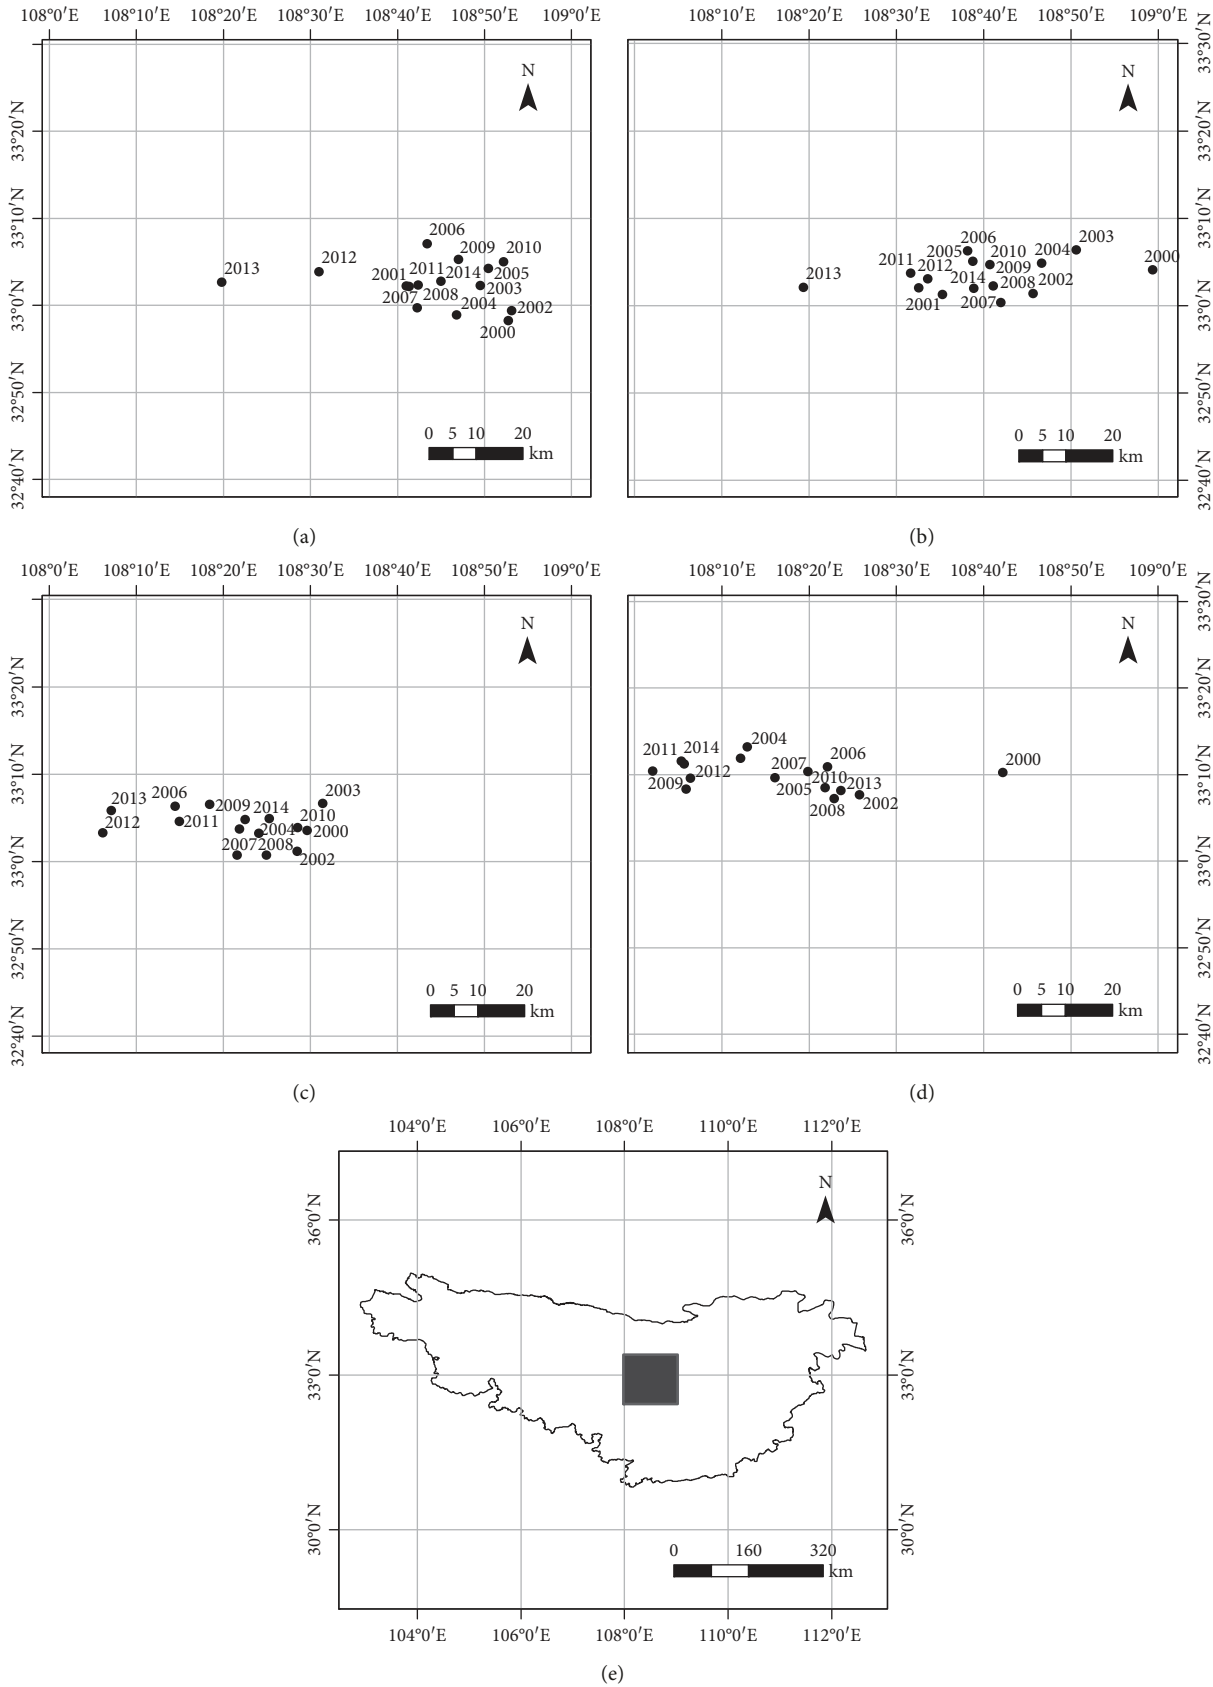 108°0′E 108°10′E 108°20′E 108°30′E 108°40′E 108°50′E 109°0′E
33°20′N
33°10′N
33°0′N
32°50′N
32°40′N
N
2006
2009 2010
2012
2013
2001 2011 2014 2005
2007 2008 2003
2004 2002
2000
0 5 10 20
km
(a)
108°10′E 108°20′E 108°30′E 108°40′E 108°50′E 109°0′E
33°30′N
33°20′N
33°10′N
33°0′N
32°50′N
32°40′N
N
2006 2003
2005 2010 2004 2000
2011 2012 2009
2013
2014 2008 2002
2001 2007
0 5 10 20
km
(b)
108°0′E 108°10′E 108°20′E 108°30′E 108°40′E 108°50′E 109°0′E
33°20′N
33°10′N
33°0′N
32°50′N
32°40′N
N
2003
2013 2006
2009 2014 2010
2012 2011 2004 2000
2007 2008
2002
0 5 10 20
km
(c)
108°10′E 108°20′E 108°30′E 108°40′E 108°50′E 109°0′E
33°30′N
33°20′N
33°10′N
33°0′N
32°50′N
32°40′N
N
2004
2011 2014 2006
2007 2000
2012 2010
2009 2005 2013
2008 2002
0 5 10 20
km
(d)
104°0′E 106°0′E 108°0′E 110°0′E 112°0′E
N
36°0′N 36°0′N
33°0′N 33°0′N
30°0′N 30°0′N
0 160 320
km
104°0′E 106°0′E 108°0′E 110°0′E 112°0′E
(e)